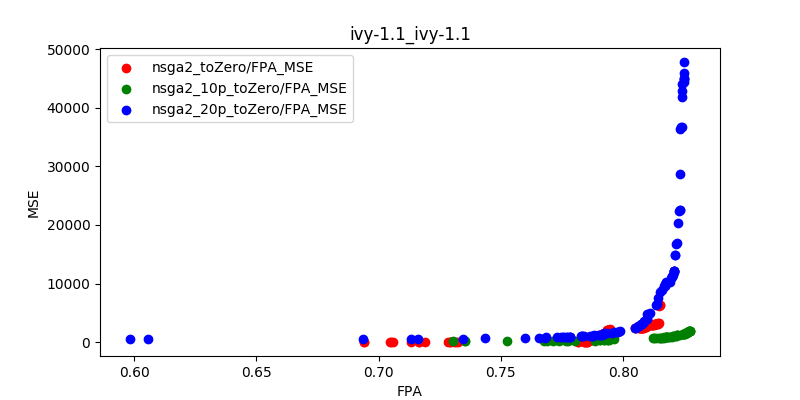 ivy-1.1_ivy-1.1
nsga2_toZero/FPA_MSE
nsga2_10p_toZero/FPA_MSE
nsga2_20p_toZero/FPA_MSE
MSE
50000
40000
30000
20000
10000
0
0.60 0.65 0.70 0.75 0.80
FPA